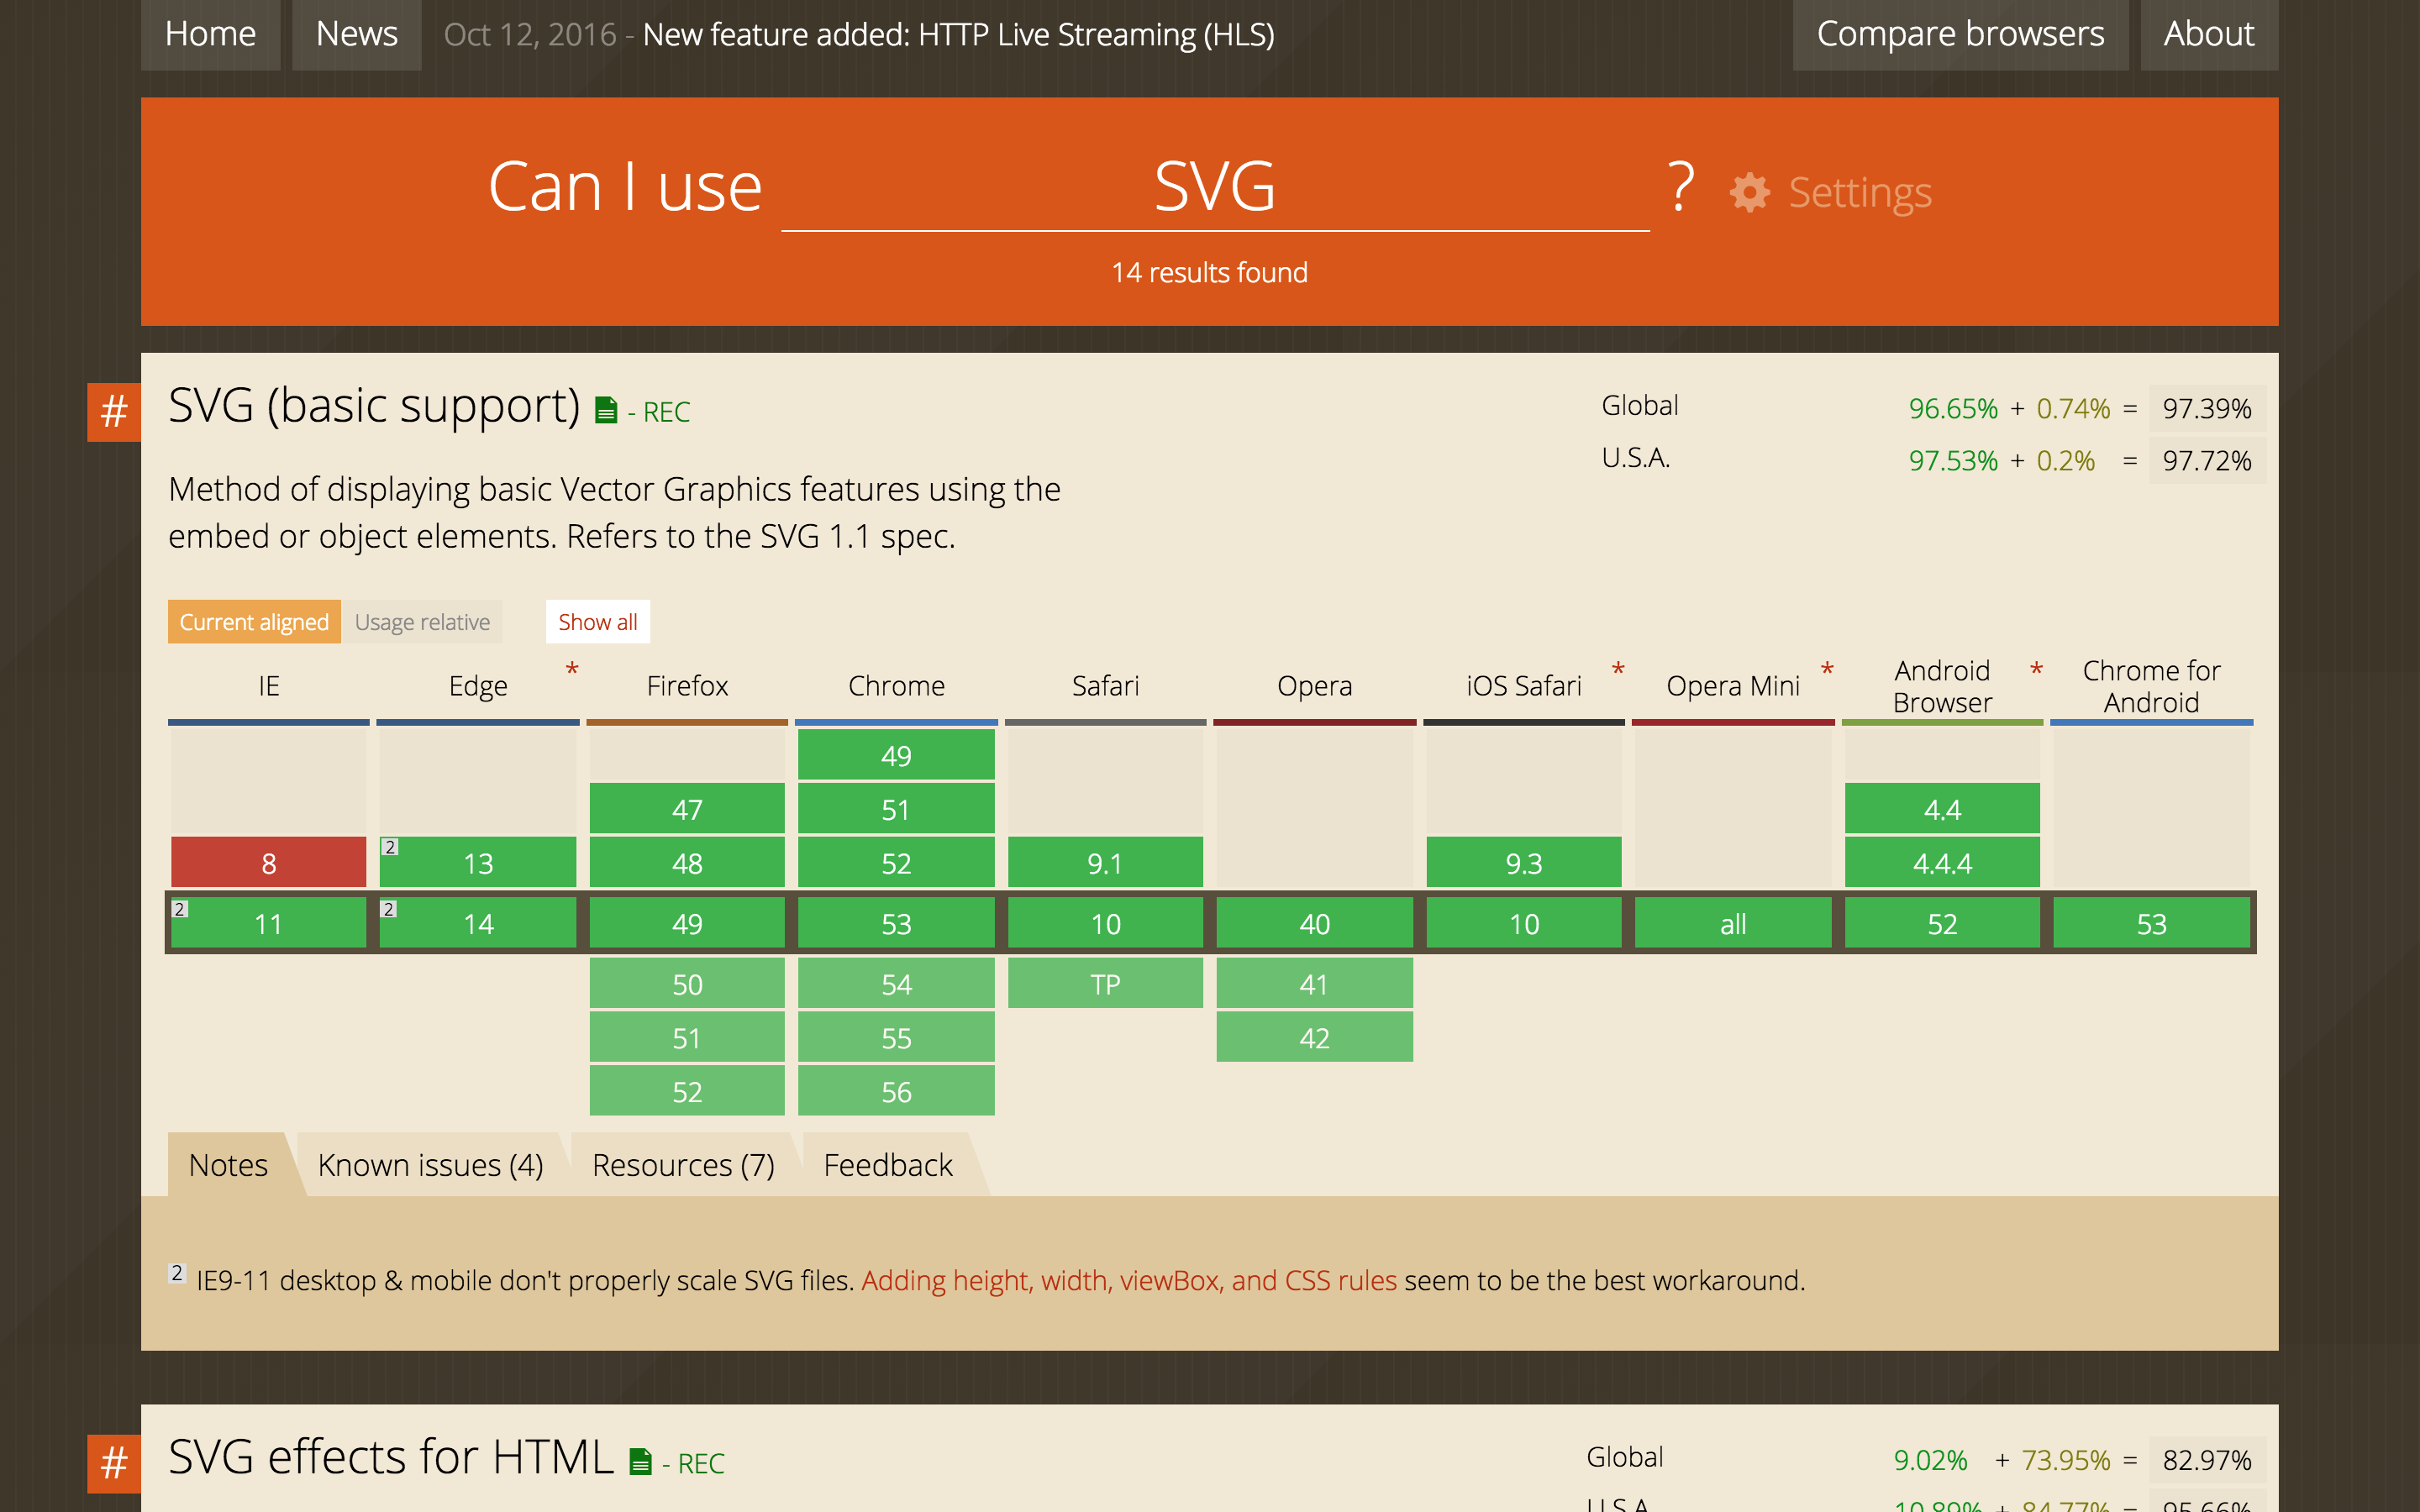 Home News Oct 12, 2016 - New feature added: HTTP Live Streaming (HLS) Compare browsers About
Can I use SVG ? Settings
14 results found
# SVG (basic support) - REC
Global 96.65% + 0.74% = 97.39%
U.S.A. 97.53% + 0.2% = 97.72%
Method of displaying basic Vector Graphics features using the
embed or object elements. Refers to the SVG 1.1 spec.
Current aligned Usage relative Show all
IE Edge * Firefox Chrome Safari Opera iOS Safari * Opera Mini * Android Browser * Chrome for Android
49
47 51 4.4
8 2 13 48 52 9.1 9.3 4.4.4
2 11 2 14 49 53 10 40 10 all 52 53
50 54 TP 41
51 55 42
52 56
Notes Known issues (4) Resources (7) Feedback
2 IE9-11 desktop & mobile don't properly scale SVG files. Adding height, width, viewBox, and CSS rules seem to be the best workaround.
# SVG effects for HTML - REC
Global 9.02% + 73.95% = 82.97%
U.S.A. 10.89% + 84.77% = 95.66%